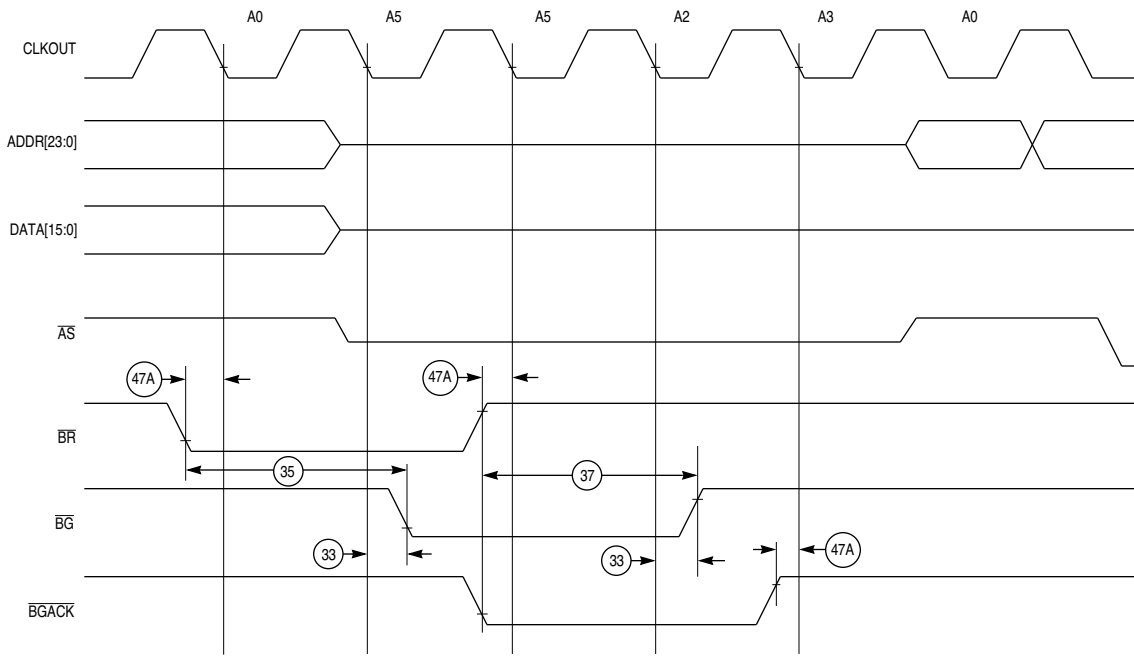 A0 A5 A5 A2 A3 A0
CLKOUT
ADDR[23:0]
DATA[15:0]
AS
47A 47A
BR
35 37
BG
33 33 47A
BGACK